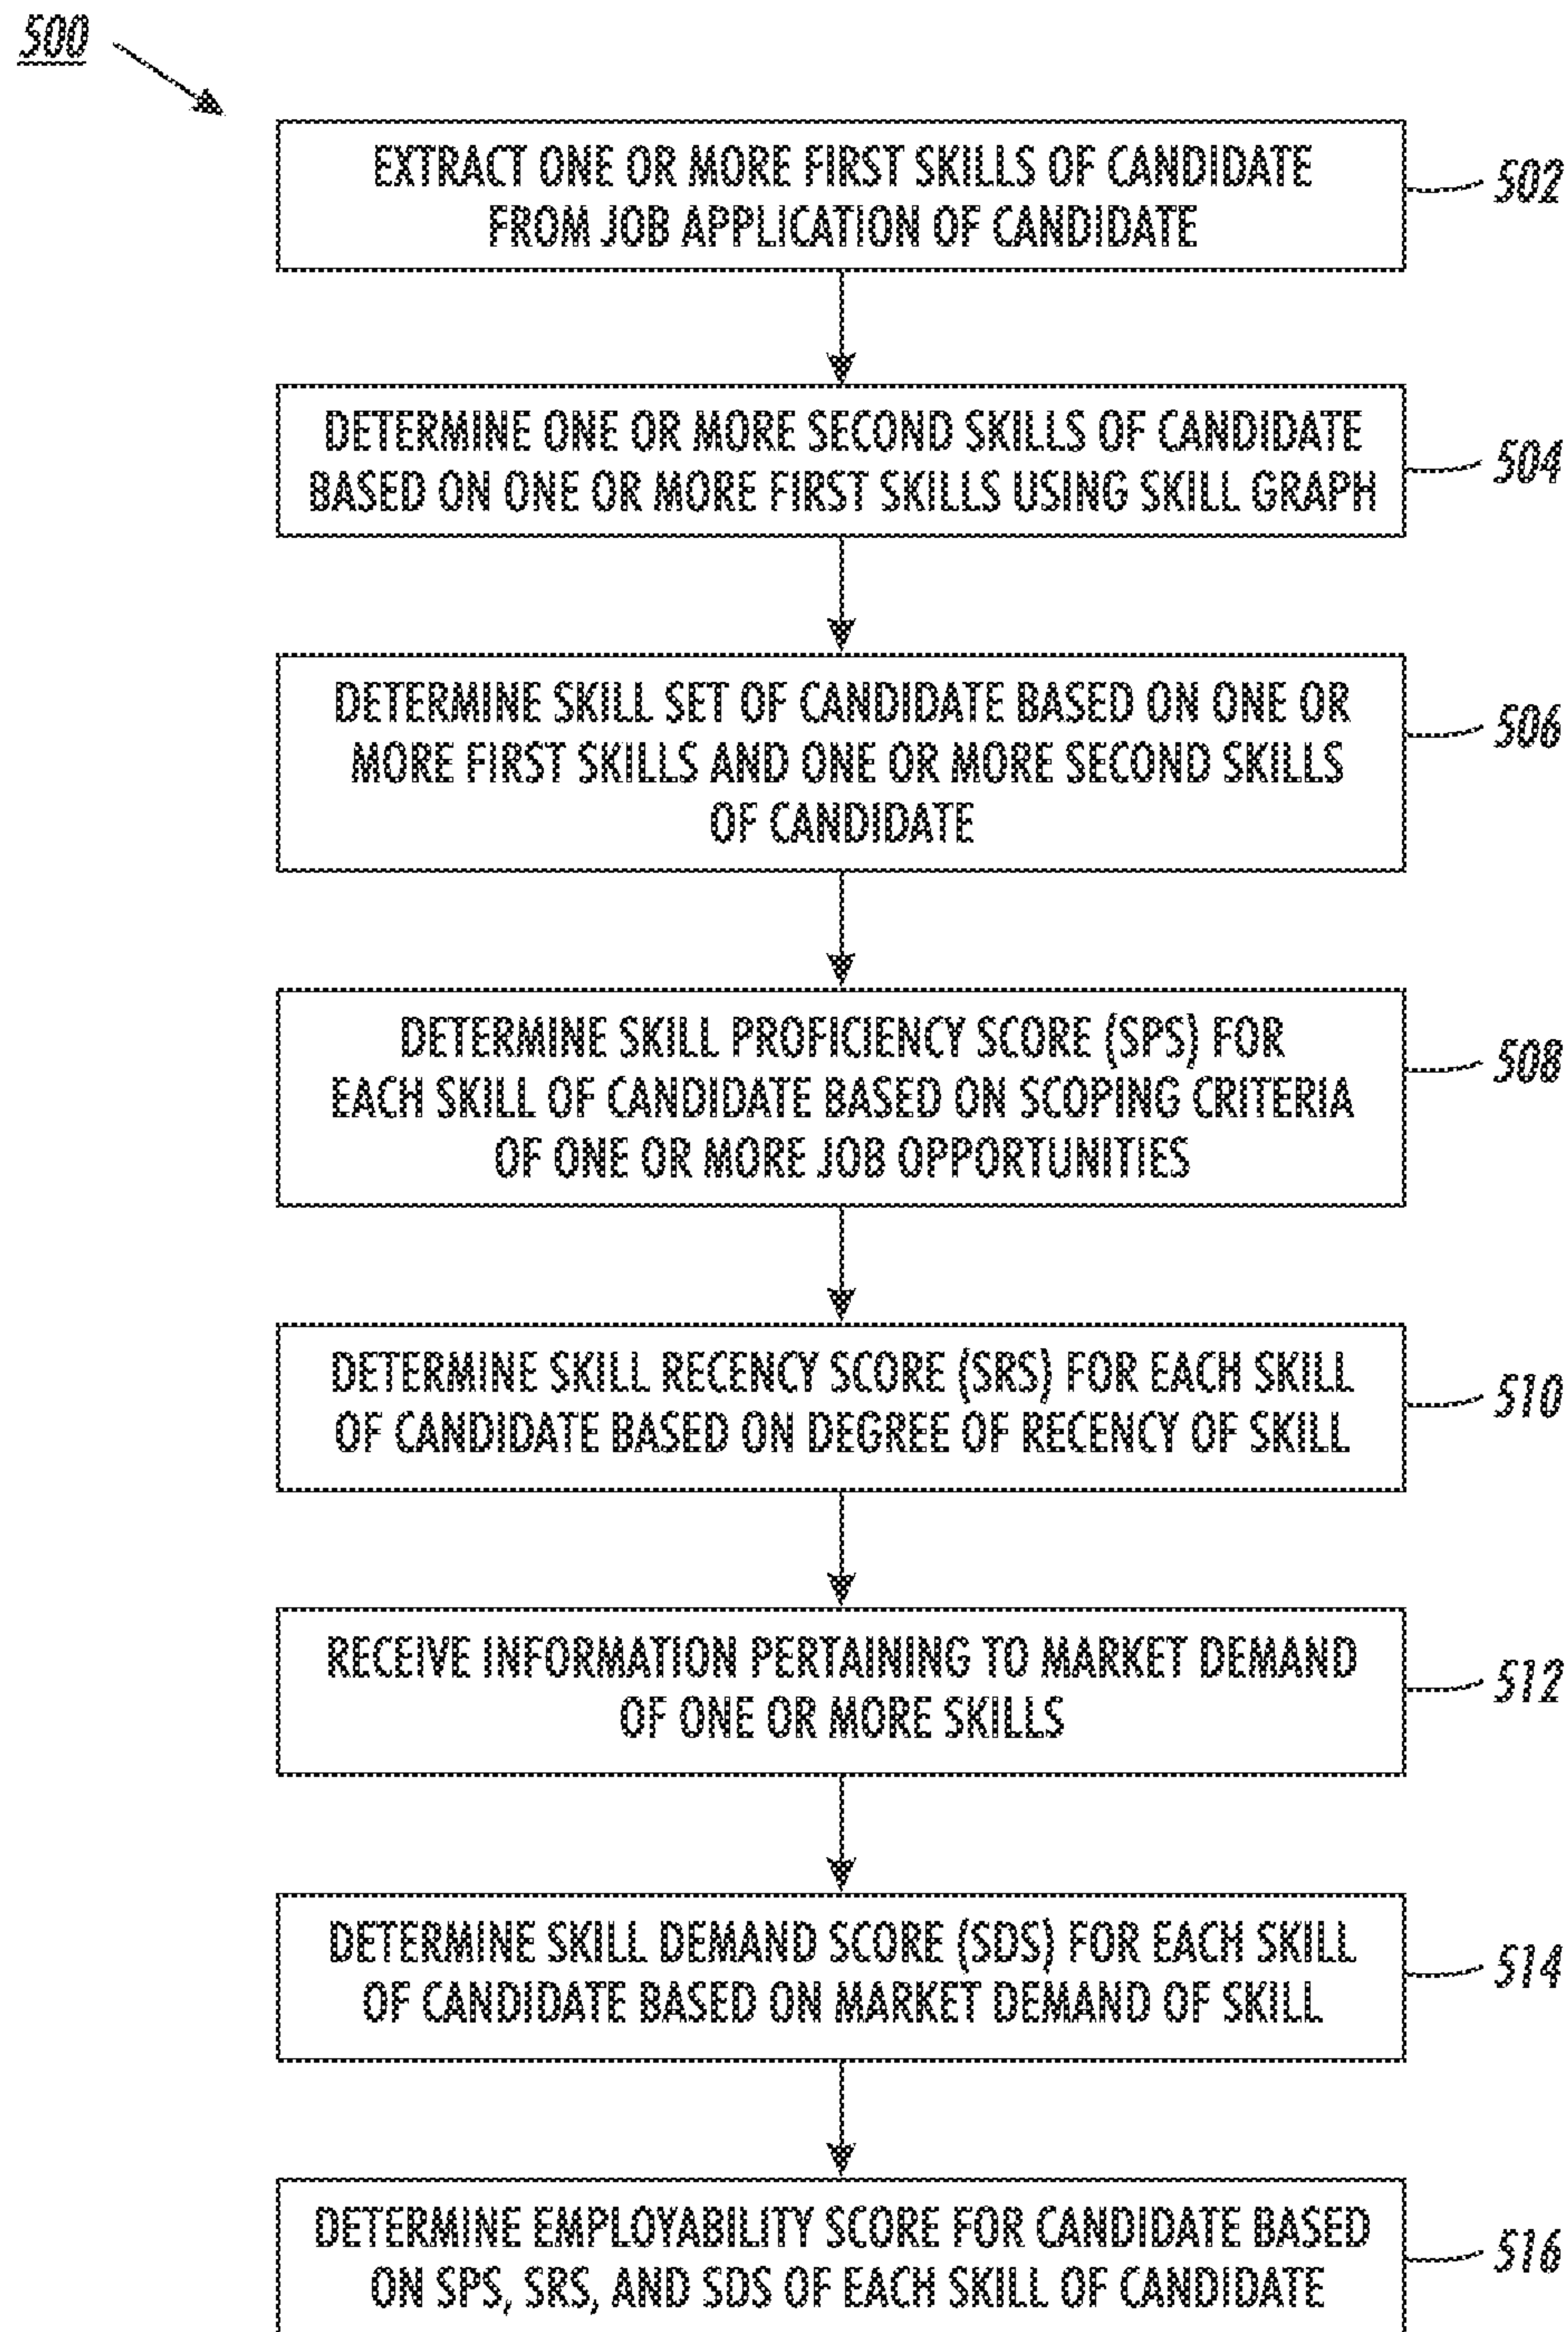 500
EXTRACT ONE OR MORE FIRST SKILLS OF CANDIDATE
FROM JOB APPLICATION OF CANDIDATE
502
DETERMINE ONE OR MORE SECOND SKILLS OF CANDIDATE
BASED ON ONE OR MORE FIRST SKILLS USING SKILL GRAPH
504
DETERMINE SKILL SET OF CANDIDATE BASED ON ONE OR
MORE FIRST SKILLS AND ONE OR MORE SECOND SKILLS
OF CANDIDATE
506
DETERMINE SKILL PROFICIENCY SCORE (SPS) FOR
EACH SKILL OF CANDIDATE BASED ON SCOPING CRITERIA
OF ONE OR MORE JOB OPPORTUNITIES
508
DETERMINE SKILL RECENCY SCORE (SRS) FOR EACH SKILL
OF CANDIDATE BASED ON DEGREE OF RECENCY OF SKILL
510
RECEIVE INFORMATION PERTAINING TO MARKET DEMAND
OF ONE OR MORE SKILLS
512
DETERMINE SKILL DEMAND SCORE (SDS) FOR EACH SKILL
OF CANDIDATE BASED ON MARKET DEMAND OF SKILL
514
DETERMINE EMPLOYABILITY SCORE FOR CANDIDATE BASED
ON SPS, SRS, AND SDS OF EACH SKILL OF CANDIDATE
516